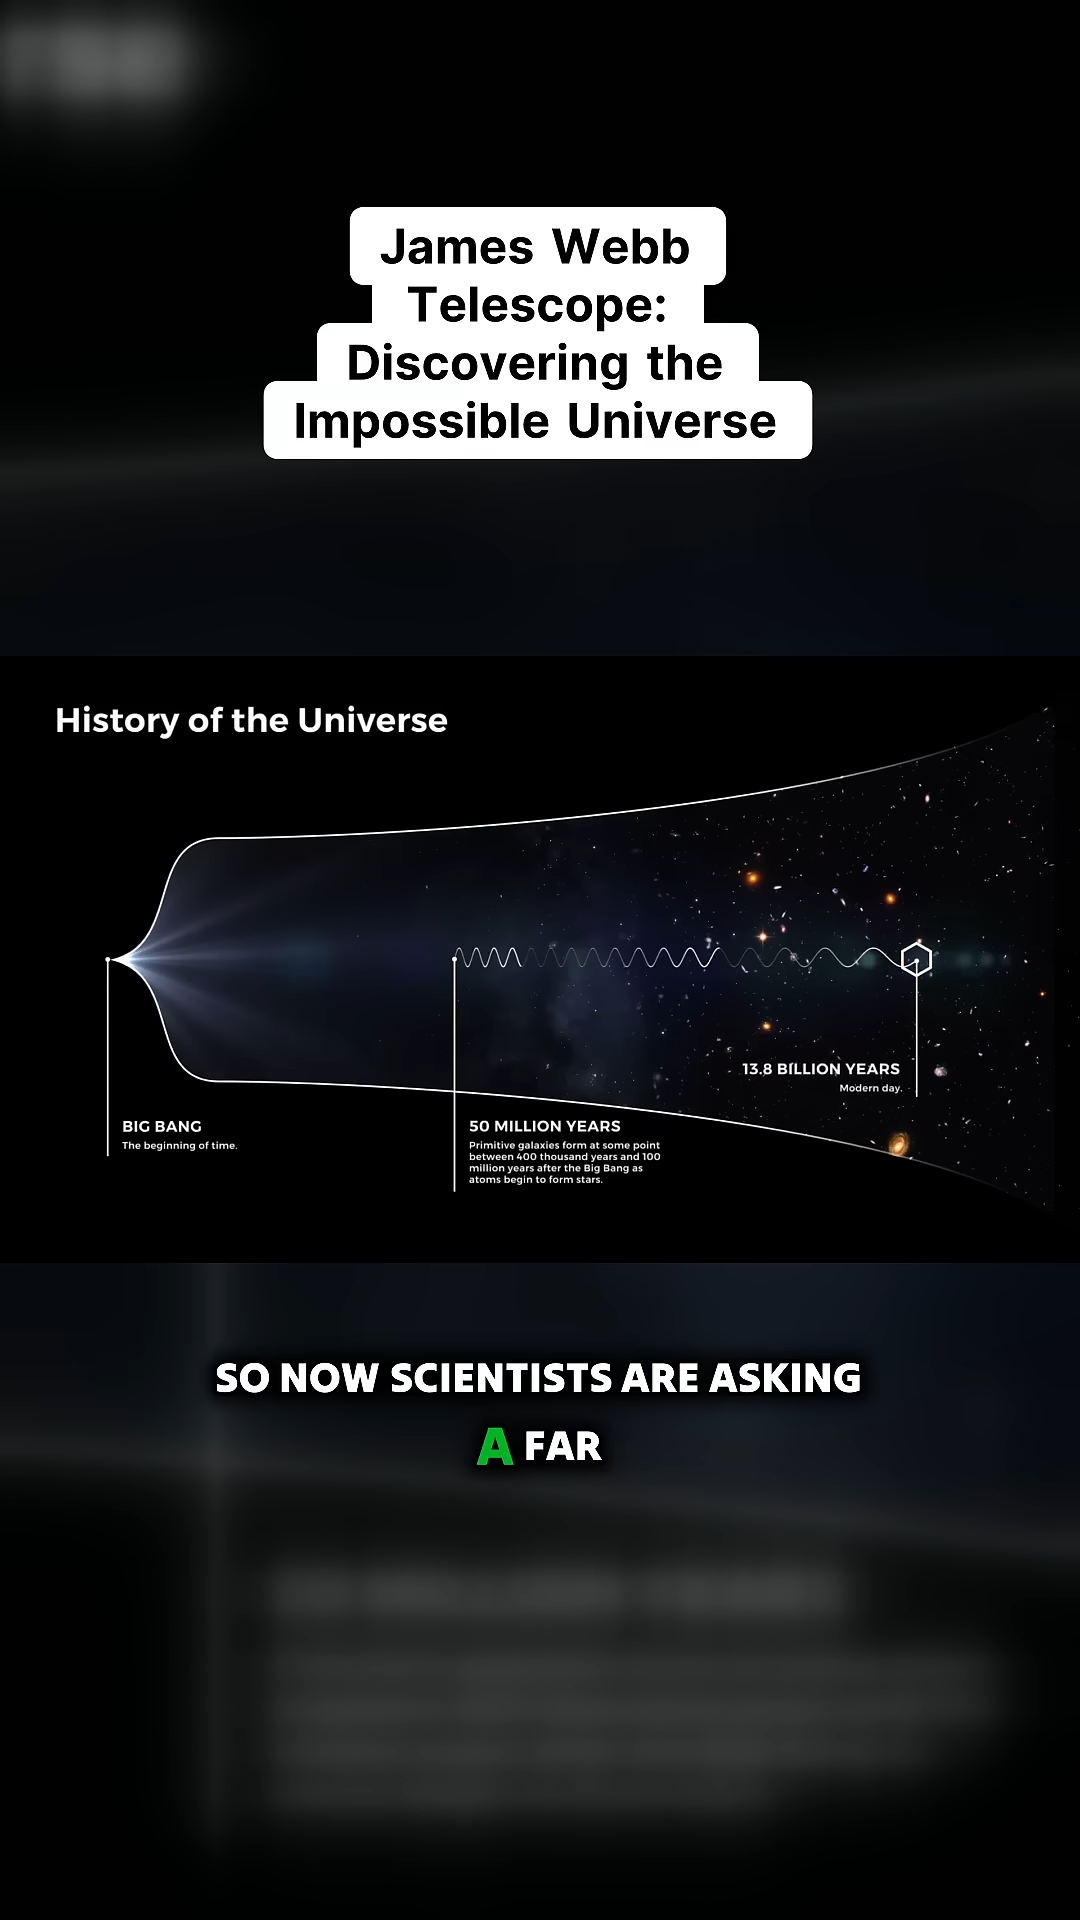 James Webb
Telescope:
Discovering the
Impossible Universe
History of the Universe
13.8 BILLION YEARS
Modern day.
BIG BANG
The beginning of time.
50 MILLION YEARS
Primitive galaxies form at some point
between 400 thousand years and 100
million years after the Big Bang as
atoms begin to form stars.
SO NOW SCIENTISTS ARE ASKING
A FAR